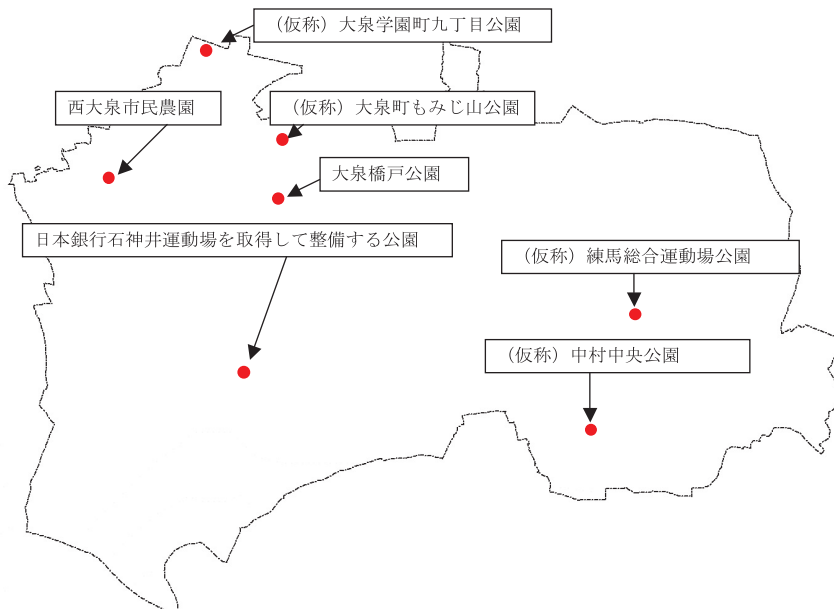 （仮称）大泉学園町九丁目公園
西大泉市民農園
（仮称）大泉町もみじ山公園
大泉橋戸公園
日本銀行石神井運動場を取得して整備する公園
（仮称）練馬総合運動場公園
（仮称）中村中央公園